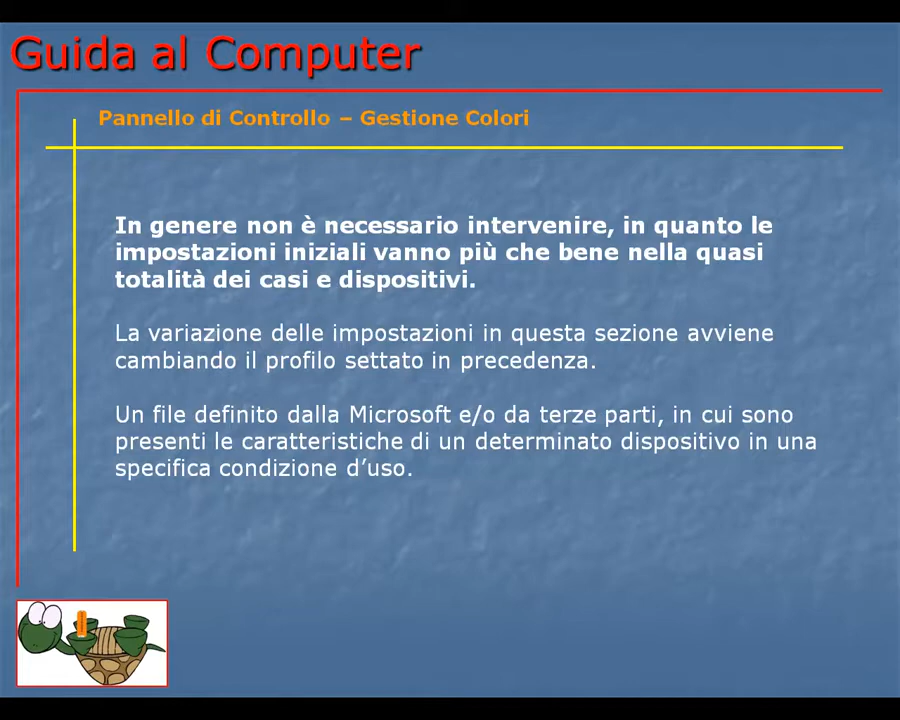 Guida al Computer
Pannello di Controllo – Gestione Colori
In genere non è necessario intervenire, in quanto le
impostazioni iniziali vanno più che bene nella quasi
totalità dei casi e dispositivi.
La variazione delle impostazioni in questa sezione avviene
cambiando il profilo settato in precedenza.
Un file definito dalla Microsoft e/o da terze parti, in cui sono
presenti le caratteristiche di un determinato dispositivo in una
specifica condizione d’uso.